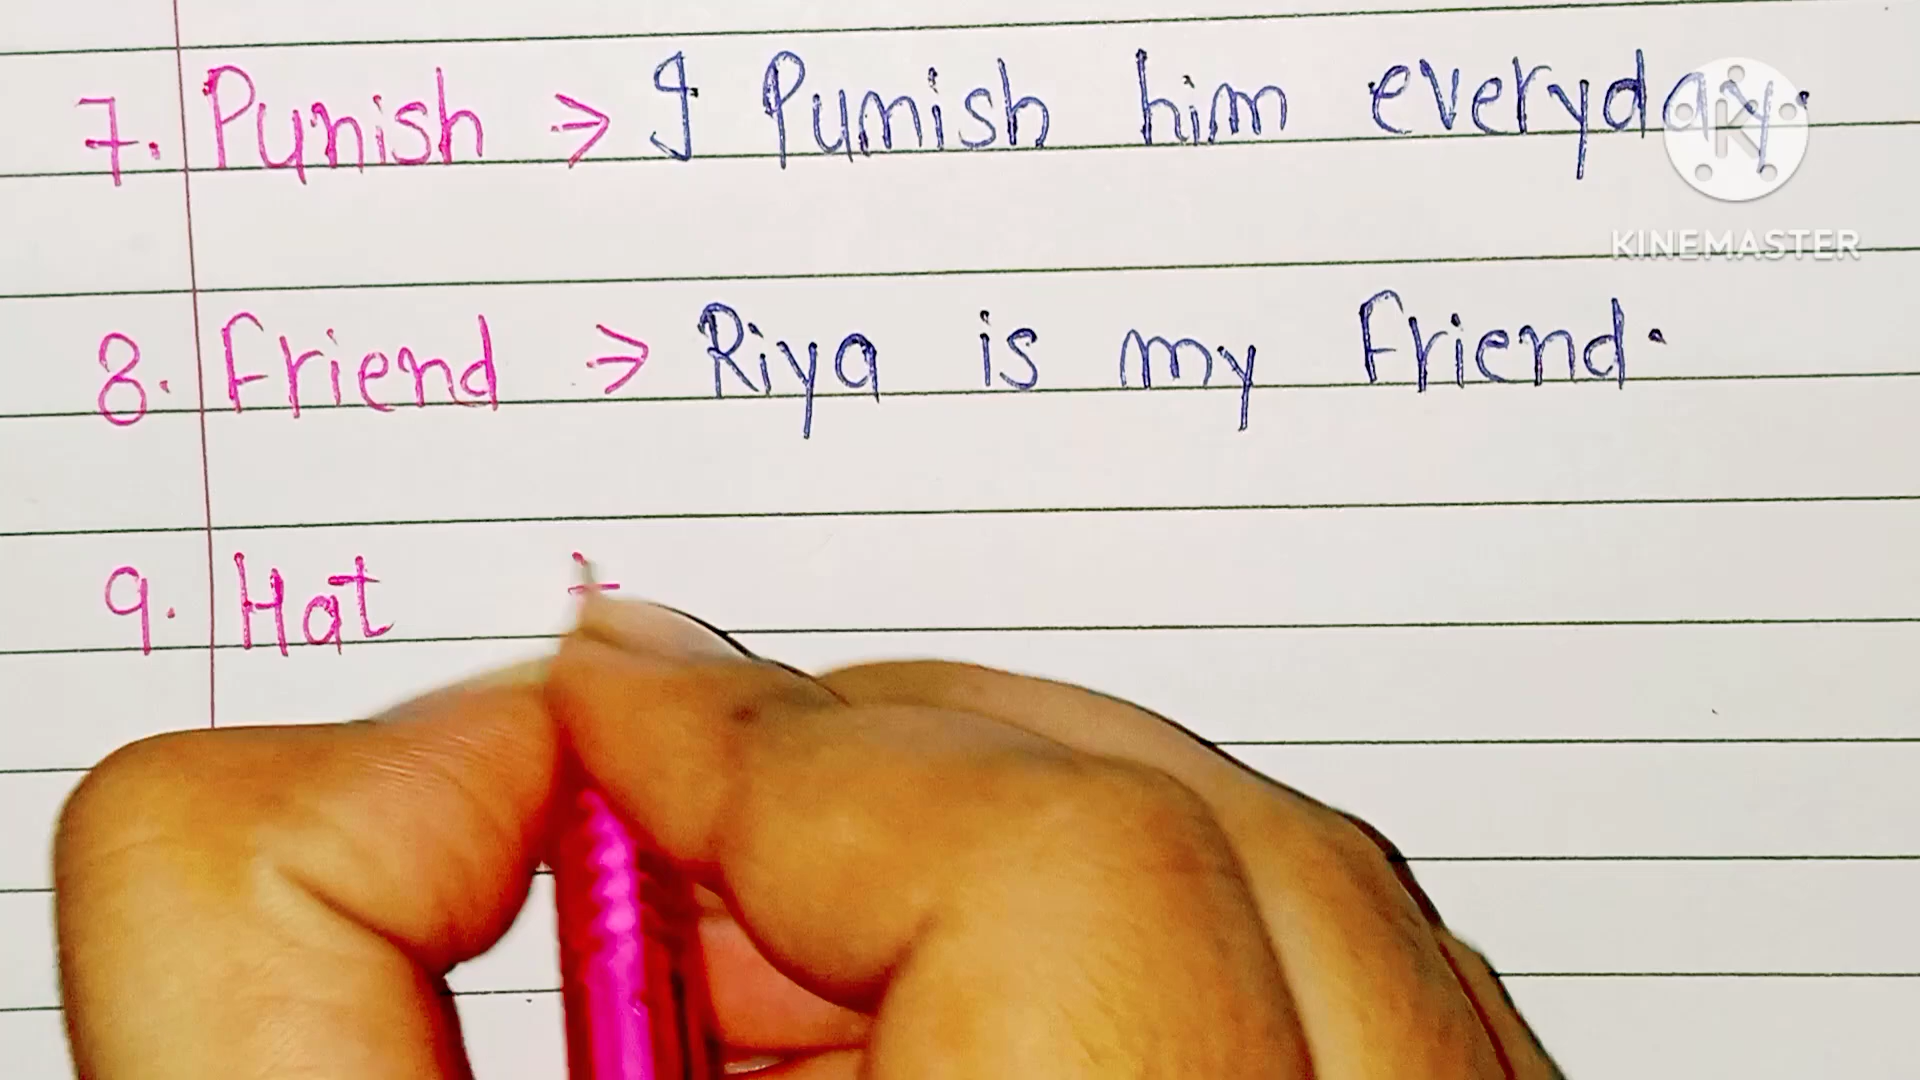 7. Punish → I Punish him everyday.
KINEMASTER
8. Friend → Riya is my Friend.
9. Hat